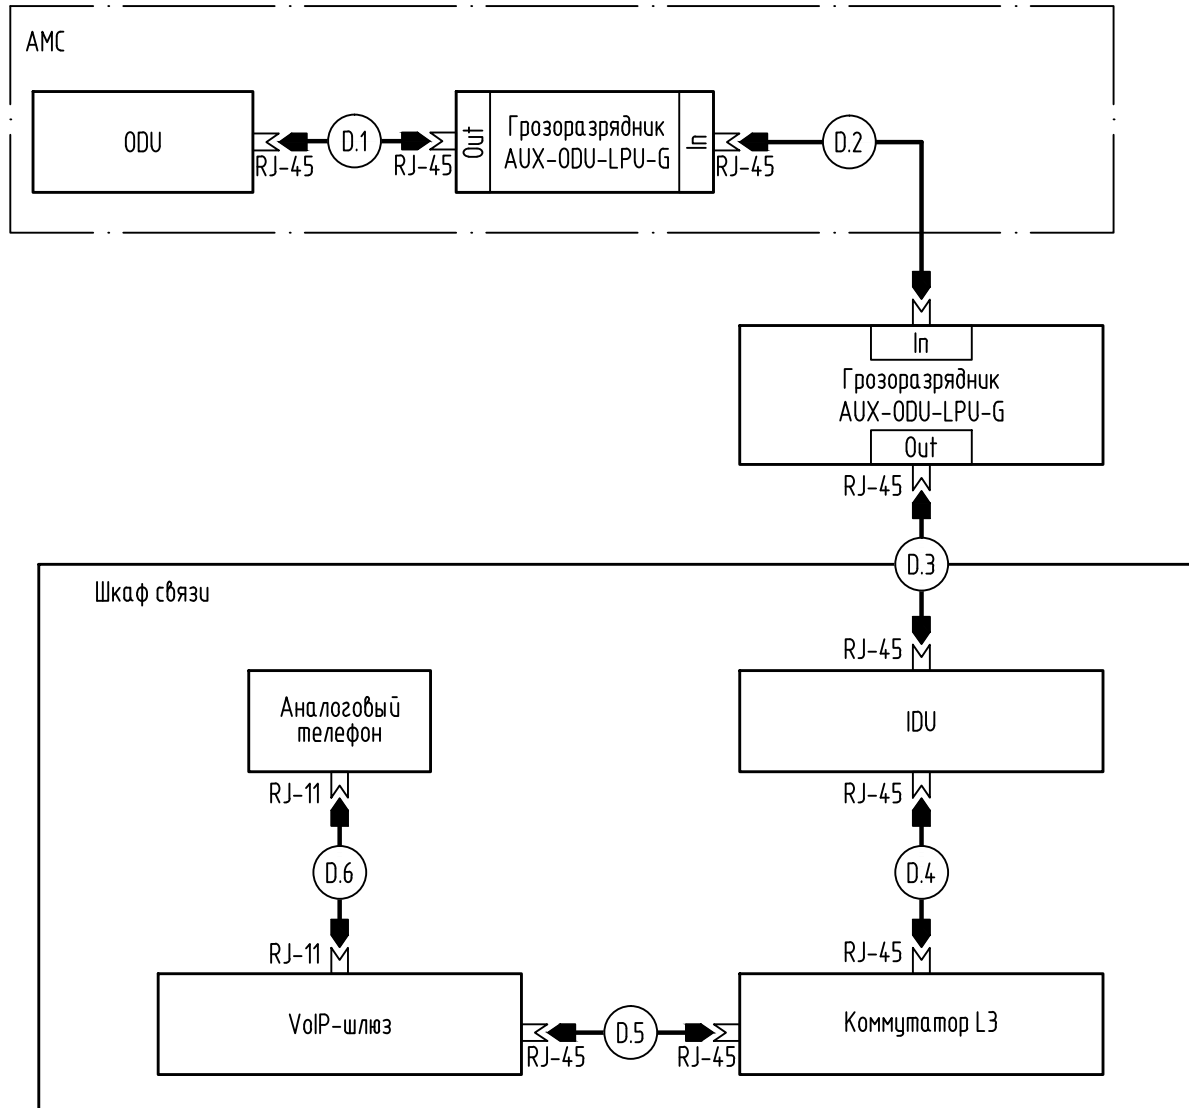 АМС
ODU
RJ-45
D.1
RJ-45
Out
Грозоразрядник
AUX-ODU-LPU-G
In
RJ-45
D.2
In
Грозоразрядник
AUX-ODU-LPU-G
Out
RJ-45
D.3
Шкаф связи
RJ-45
Аналоговый
телефон
IDU
RJ-11
RJ-45
D.6
D.4
RJ-11
RJ-45
VoIP-шлюз
RJ-45
D.5
RJ-45
Коммутатор L3